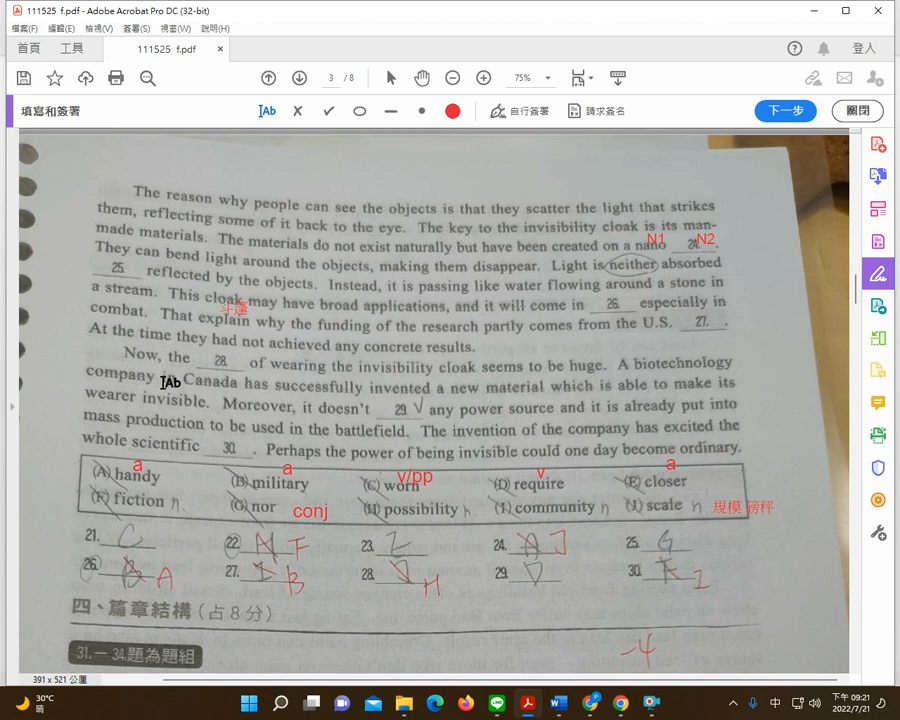 111525 f.pdf - Adobe Acrobat Pro DC (32-bit)
檔案(F) 編輯(E) 檢視(V) 簽署(S) 視窗(W) 說明(H)
首頁 工具 111525 f.pdf × 登入
3 / 8 75%
填寫和簽署 Ab 自行簽署 請求簽名 下一步 關閉
The reason why people can see the objects is that they scatter the light that strikes
them, reflecting some of it back to the eye. The key to the invisibility cloak is its man-
made materials. The materials do not exist naturally but have been created on a nano 24. .
N1 N2
They can bend light around the objects, making them disappear. Light is neither absorbed
25. reflected by the objects. Instead, it is passing like water flowing around a stone in
a stream. This cloak may have broad applications, and it will come in 26. especially in
斗篷
combat. That explain why the funding of the research partly comes from the U.S. 27. .
At the time they had not achieved any concrete results.
Now, the 28. of wearing the invisibility cloak seems to be huge. A biotechnology
company in Canada has successfully invented a new material which is able to make its
Ab
wearer invisible. Moreover, it doesn't 29. V any power source and it is already put into
mass production to be used in the battlefield. The invention of the company has excited the
whole scientific 30. . Perhaps the power of being invisible could one day become ordinary.
a a v/pp v a
(A) handy (B) military (C) worn (D) require (E) closer
(F) fiction n. (G) nor conj (H) possibility n. (I) community n (J) scale n. 規模 磅秤
21. C 22. H F 23. E 24. A J 25. G
26. B A 27. I B 28. J H 29. D 30. F I
四、篇章結構(占8分)
-4
31.－34.題為題組
391 x 521 公厘
30°C
晴
中
下午 09:21
2022/7/21